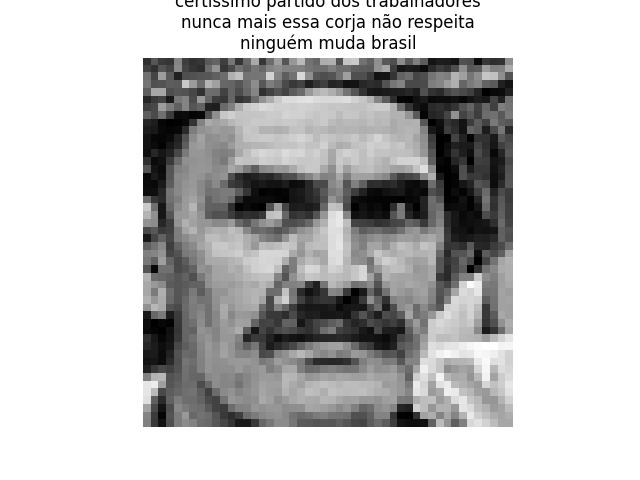 certíssimo partido dos trabalhadores
nunca mais essa corja não respeita
ninguém muda brasil